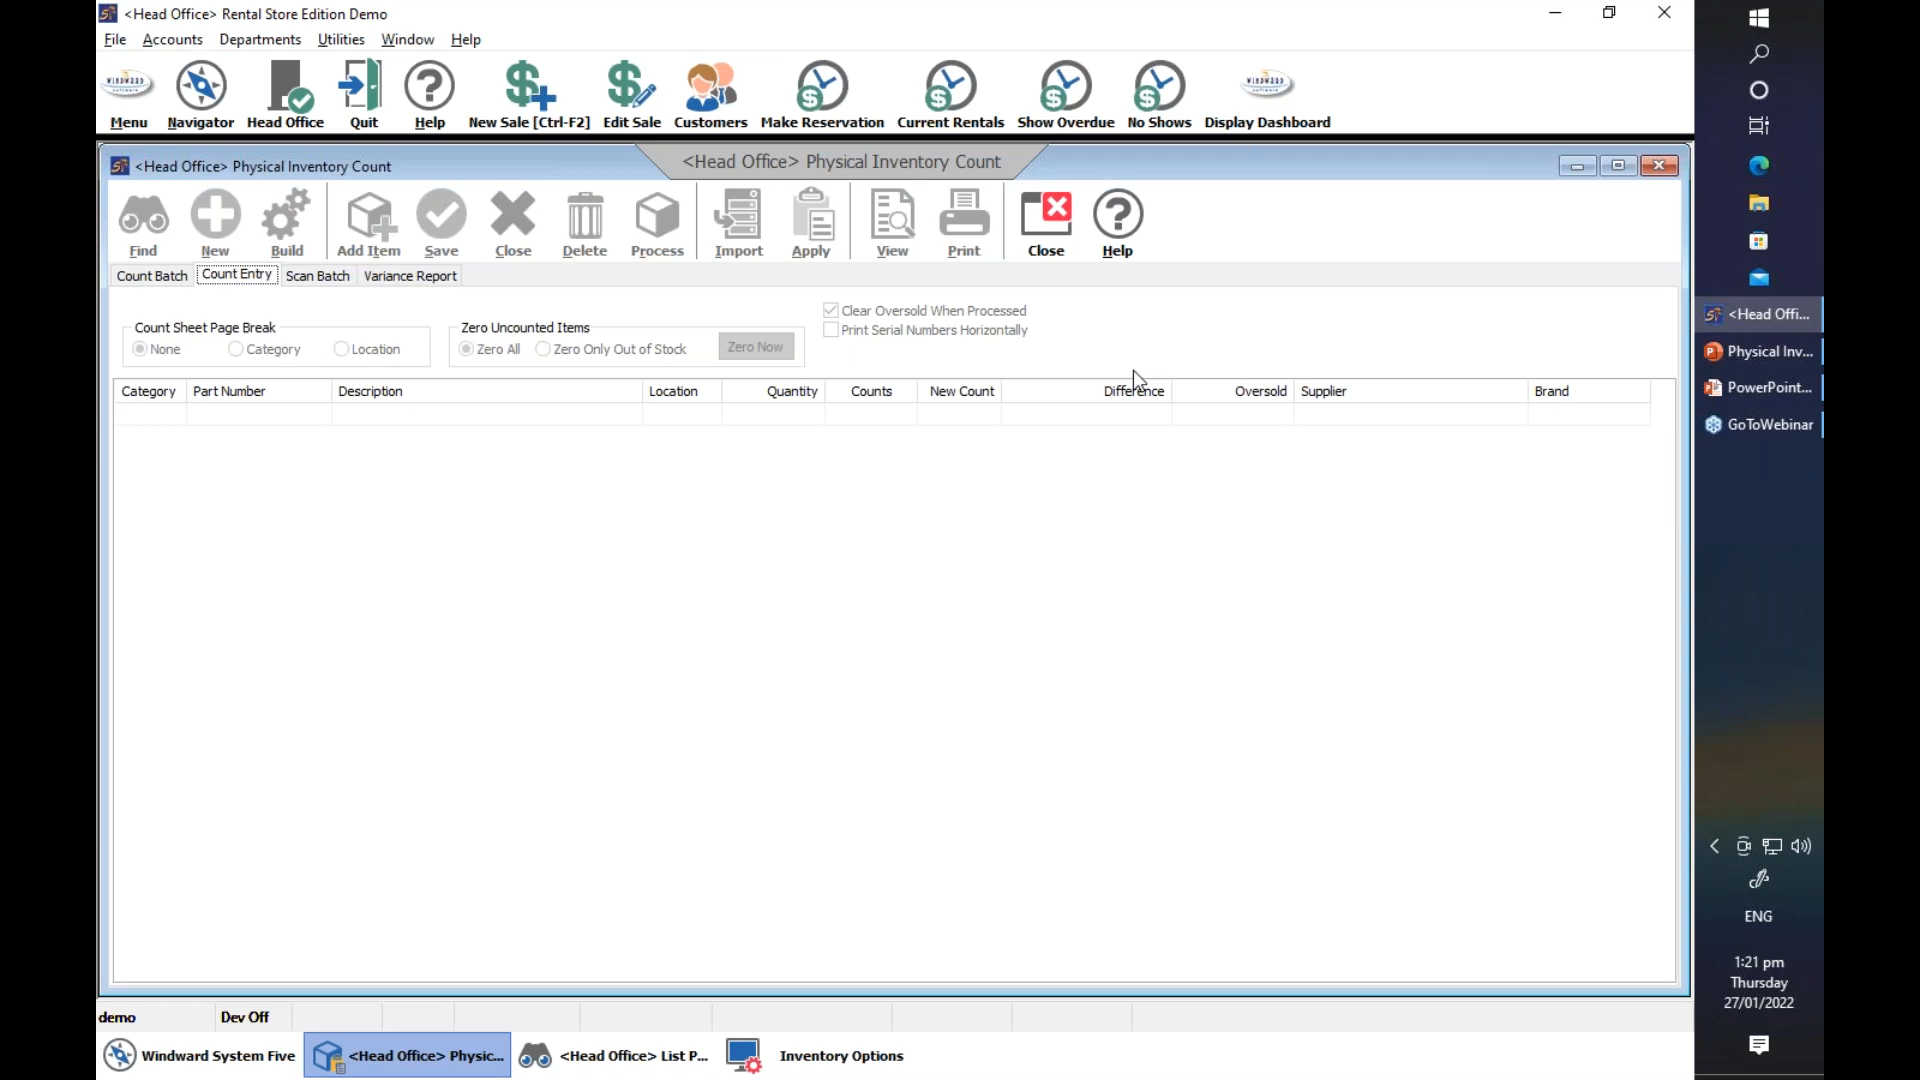 <Head Office> Rental Store Edition Demo
File Accounts Departments Utilities Window Help
Menu Navigator Head Office Quit Help New Sale [Ctrl-F2] Edit Sale Customers Make Reservation Current Rentals Show Overdue No Shows Display Dashboard
<Head Office> Physical Inventory Count
<Head Office> Physical Inventory Count
Find New Build Add Item Save Close Delete Process Import Apply View Print Close Help
Count Batch Count Entry Scan Batch Variance Report
Clear Oversold When Processed
Print Serial Numbers Horizontally
Count Sheet Page Break
None Category Location
Zero Uncounted Items
Zero All Zero Only Out of Stock Zero Now
Category Part Number Description Location Quantity Counts New Count Difference Oversold Supplier Brand
demo Dev Off
Windward System Five <Head Office> Physic... <Head Office> List P... Inventory Options
<Head Offi...
Physical Inv...
PowerPoint...
GoToWebinar
ENG
1:21 pm
Thursday
27/01/2022